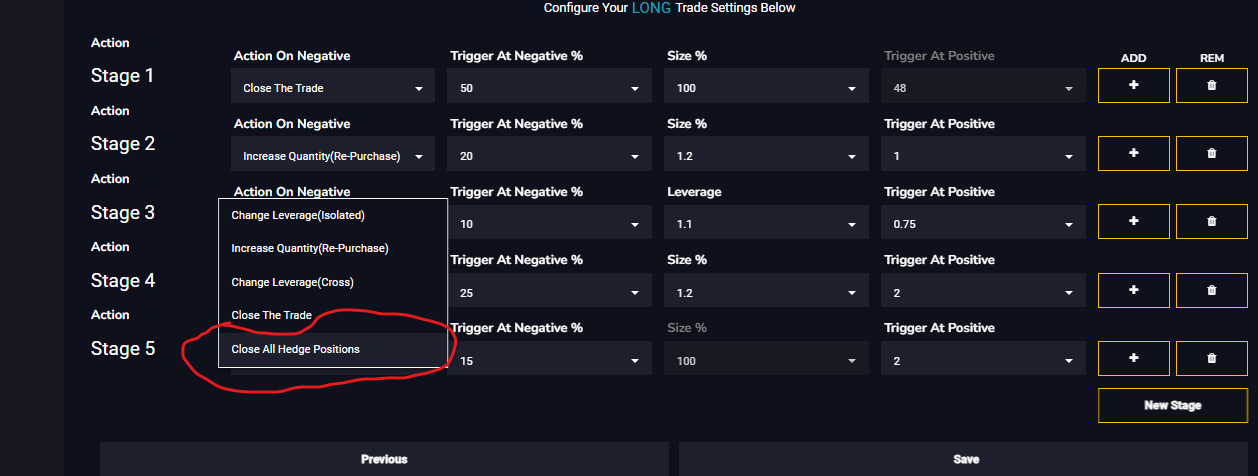 Configure Your LONG Trade Settings Below
Action
Stage 1
Action On Negative
Trigger At Negative %
Size %
Trigger At Positive
ADD
REM
Close The Trade
50
100
48
Action
Stage 2
Action On Negative
Trigger At Negative %
Size %
Trigger At Positive
Increase Quantity(Re-Purchase)
20
1.2
1
Action
Stage 3
Action On Negative
Trigger At Negative %
Leverage
Trigger At Positive
10
1.1
0.75
Change Leverage(Isolated)
Increase Quantity(Re-Purchase)
Change Leverage(Cross)
Close The Trade
Close All Hedge Positions
Action
Stage 4
Trigger At Negative %
Size %
Trigger At Positive
25
1.2
2
Action
Stage 5
Trigger At Negative %
Size %
Trigger At Positive
15
100
2
New Stage
Previous
Save